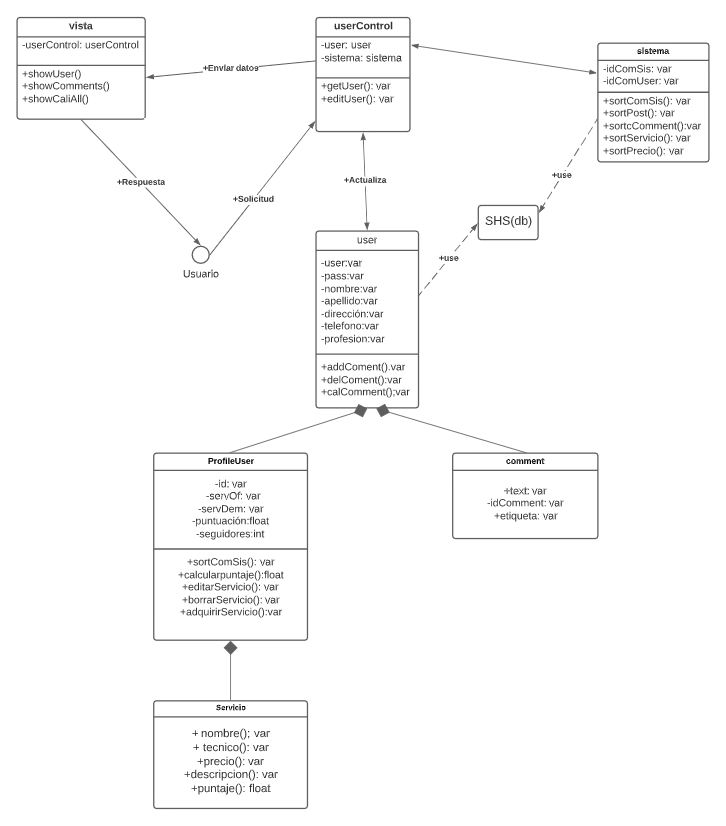 vista
-userControl: userControl
+showUser()
+showComments()
+showCaliAll()
+Enviar datos
userControl
-user: user
-sistema: sistema
+getUser(): var
+editUser(): var
sistema
-idComSis: var
-idComUser: var
+sortComSis(): var
+sortPost(): var
+sortcComment():var
+sortServicio(): var
+sortPrecio(): var
+Respuesta
+Solicitud
+Actualiza
+use
SHS(db)
+use
Usuario
user
-user:var
-pass:var
-nombre:var
-apellido:var
-dirección:var
-telefono:var
-profesion:var
+addComent().var
+delComent():var
+calComment();var
ProfileUser
-id: var
-servOf: var
-servDem: var
-puntuación:float
-seguidores:int
+sortComSis(): var
+calcularpuntaje():float
+editarServicio(): var
+borrarServicio(): var
+adquirirServicio():var
comment
+text: var
-idComment: var
+etiqueta: var
Servicio
+ nombre(); var
+ tecnico(): var
+precio(): var
+descripcion(): var
+puntaje(): float